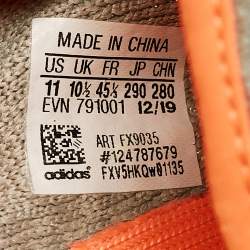 MADE IN CHINA
US UK FR JP CHN
11 10½ 45⅓ 290 280
EVN 791001 12/19
ART FX9035
#124787679
adidas FXV5HKQw01135